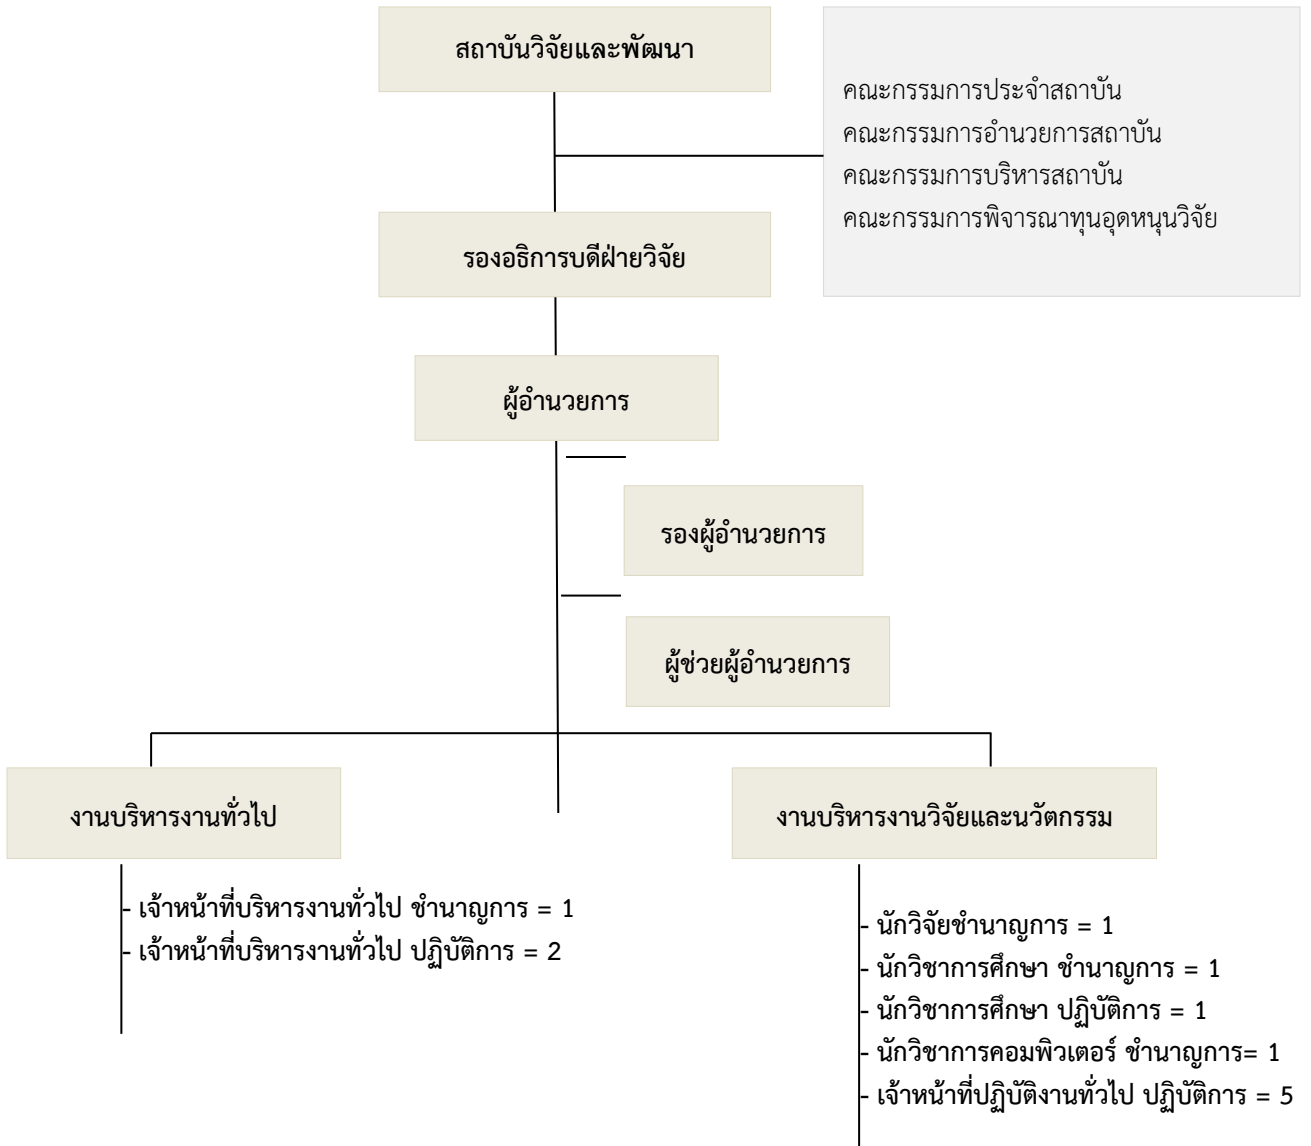 สถาบันวิจัยและพัฒนา
คณะกรรมการประจำสถาบัน
คณะกรรมการอำนวยการสถาบัน
คณะกรรมการบริหารสถาบัน
คณะกรรมการพิจารณาทุนอุดหนุนวิจัย
รองอธิการบดีฝ่ายวิจัย
ผู้อำนวยการ
รองผู้อำนวยการ
ผู้ช่วยผู้อำนวยการ
งานบริหารงานทั่วไป
- เจ้าหน้าที่บริหารงานทั่วไป ชำนาญการ = 1
- เจ้าหน้าที่บริหารงานทั่วไป ปฏิบัติการ = 2
งานบริหารงานวิจัยและนวัตกรรม
- นักวิจัยชำนาญการ = 1
- นักวิชาการศึกษา ชำนาญการ = 1
- นักวิชาการศึกษา ปฏิบัติการ = 1
- นักวิชาการคอมพิวเตอร์ ชำนาญการ= 1
- เจ้าหน้าที่ปฏิบัติงานทั่วไป ปฏิบัติการ = 5